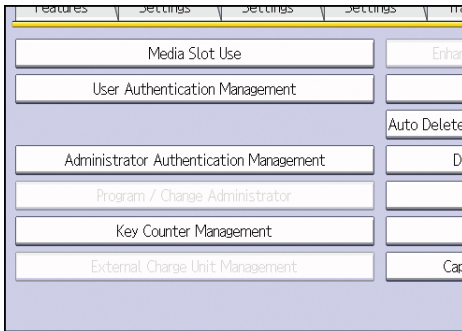 Settings Settings Settings
Media Slot Use
User Authentication Management
Auto Delete
Administrator Authentication Management
Program / Change Administrator
Key Counter Management
External Charge Unit Management